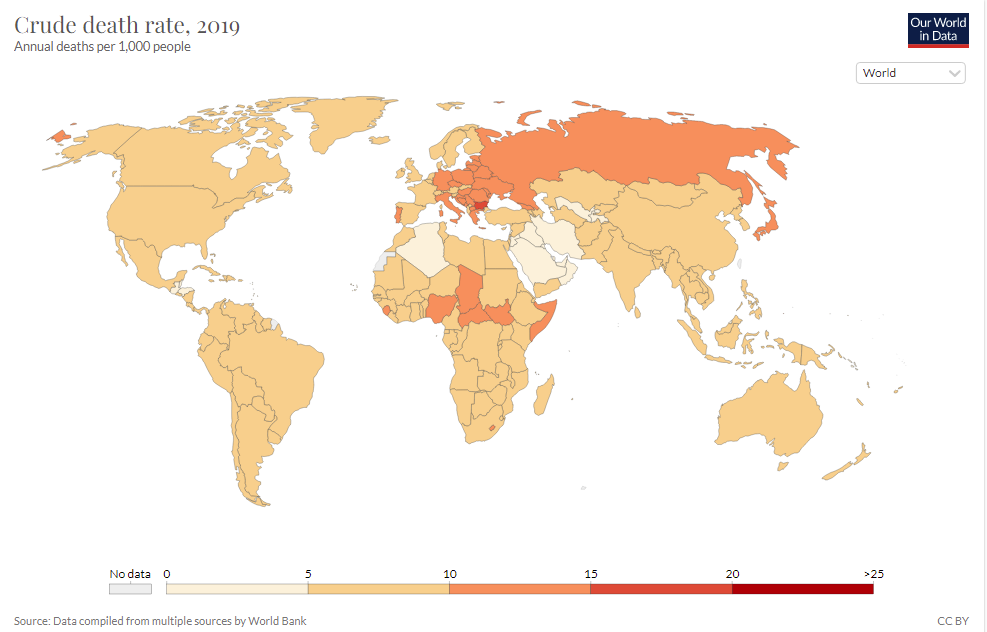 Crude death rate, 2019
Annual deaths per 1,000 people
Our World
in Data
World
No data 0 5 10 15 20 >25
Source: Data compiled from multiple sources by World Bank
CC BY